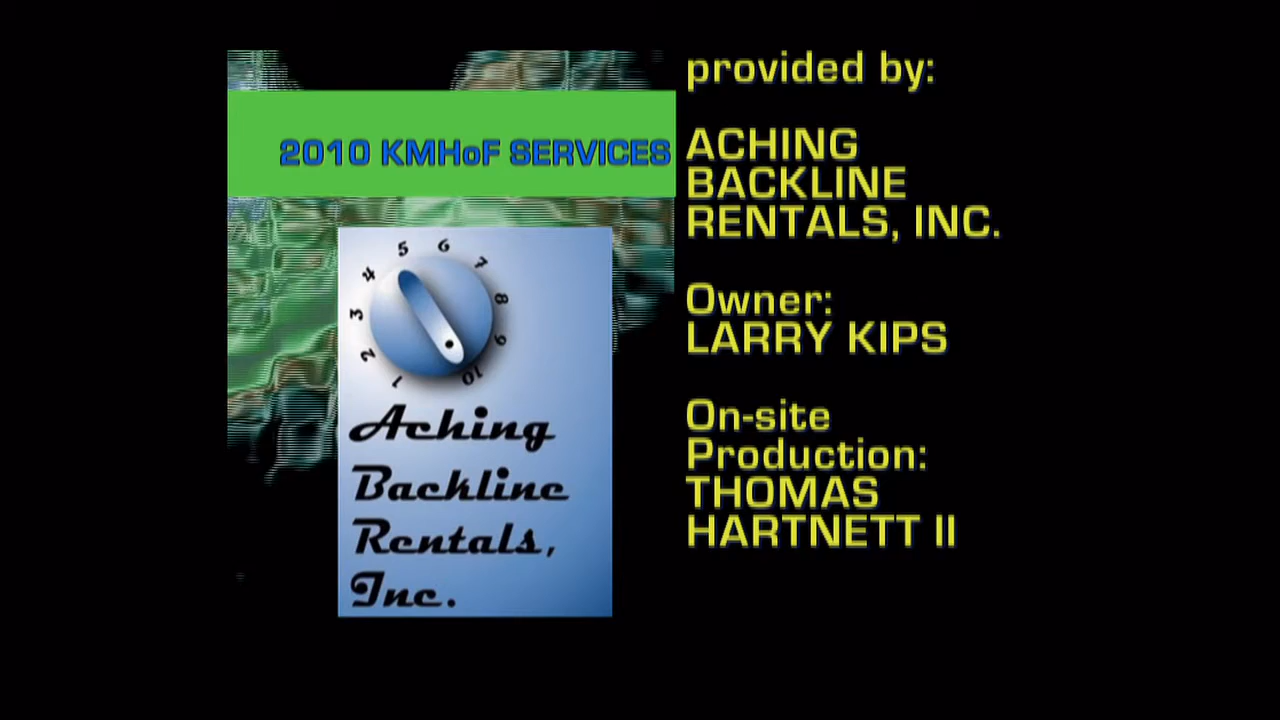 2010 KMHoF SERVICES
provided by:
ACHING
BACKLINE
RENTALS, INC.
Owner:
LARRY KIPS
On-site
Production:
THOMAS
HARTNETT II
1
2
3
4
5
6
7
8
9
10
Aching
Backline
Rentals,
Inc.